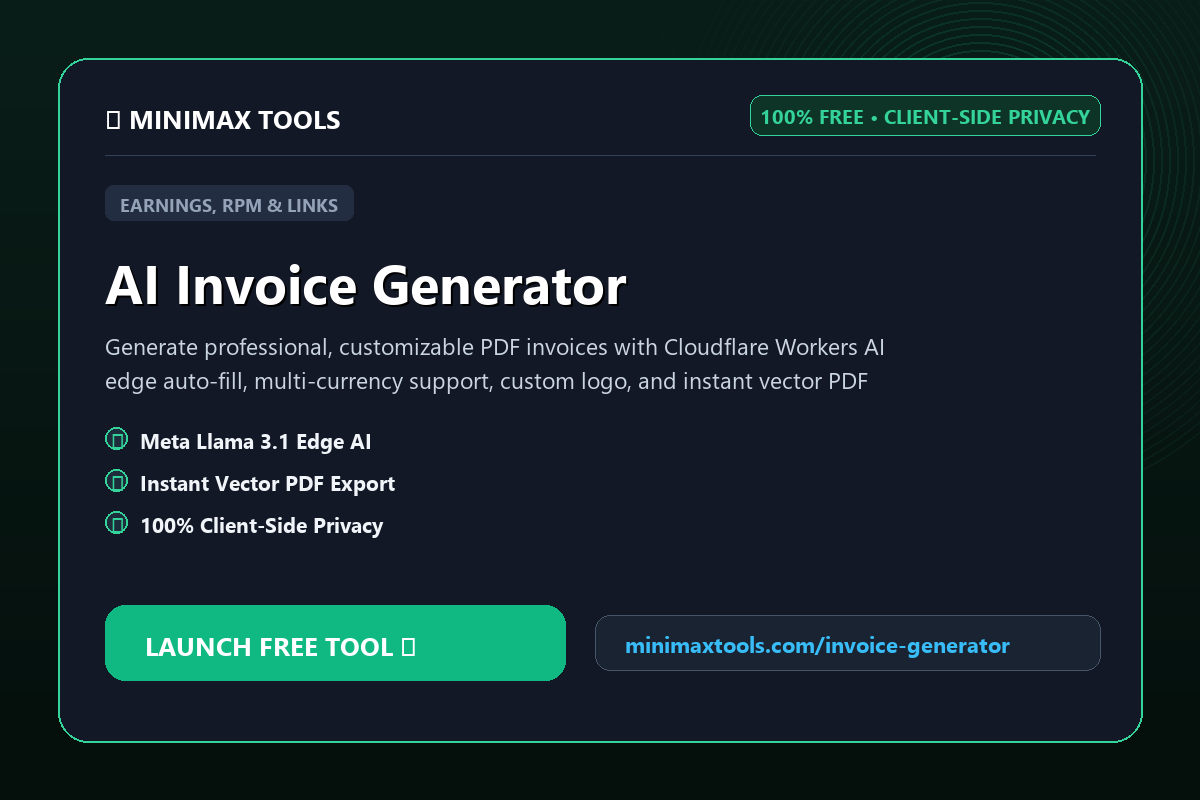 MINIMAX TOOLS
100% FREE • CLIENT-SIDE PRIVACY
EARNINGS, RPM & LINKS
AI Invoice Generator
Generate professional, customizable PDF invoices with Cloudflare Workers AI
edge auto-fill, multi-currency support, custom logo, and instant vector PDF
Meta Llama 3.1 Edge AI
Instant Vector PDF Export
100% Client-Side Privacy
LAUNCH FREE TOOL
minimaxtools.com/invoice-generator